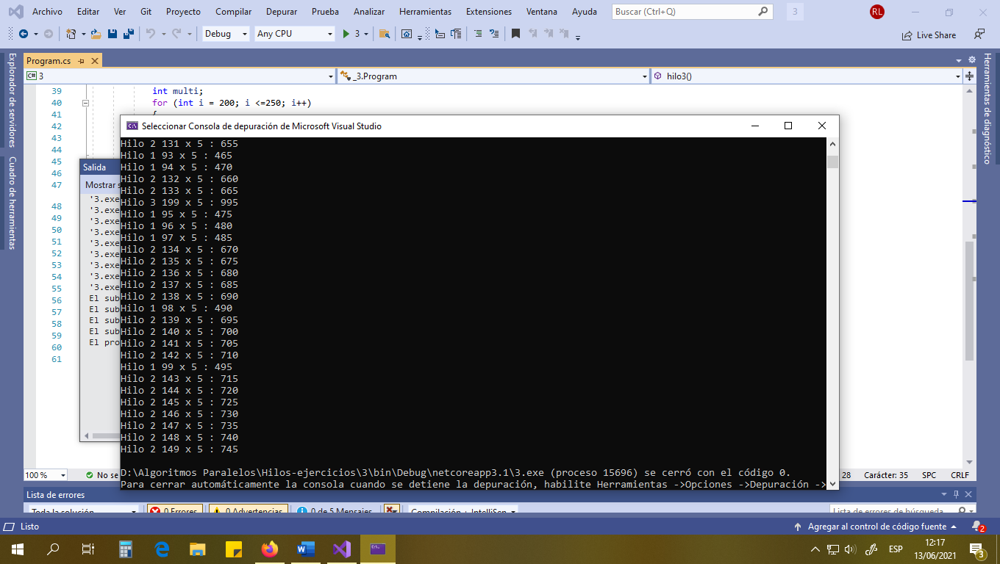 Archivo Editar Ver Git Proyecto Compilar Depurar Prueba Analizar Herramientas Extensiones Ventana Ayuda Buscar (Ctrl+Q) 3 RL
Debug Any CPU 3 Live Share
Explorador de servidores
Cuadro de herramientas
Herramientas de diagnóstico
Program.cs
C# 3 _3.Program hilo3()
39 int multi;
40 for (int i = 200; i <=250; i++)
41 {
42
43
44
45
46
47
48
49
50
51
52
53
54
55
56
57
58
59
60
61
Salida
Mostrar s
'3.exe
'3.exe
'3.exe
'3.exe
'3.exe
'3.exe
'3.exe
'3.exe
'3.exe
El sub
El sub
El sub
El sub
El pro
Seleccionar Consola de depuración de Microsoft Visual Studio
Hilo 2 131 x 5 : 655
Hilo 1 93 x 5 : 465
Hilo 1 94 x 5 : 470
Hilo 2 132 x 5 : 660
Hilo 2 133 x 5 : 665
Hilo 3 199 x 5 : 995
Hilo 1 95 x 5 : 475
Hilo 1 96 x 5 : 480
Hilo 1 97 x 5 : 485
Hilo 2 134 x 5 : 670
Hilo 2 135 x 5 : 675
Hilo 2 136 x 5 : 680
Hilo 2 137 x 5 : 685
Hilo 2 138 x 5 : 690
Hilo 1 98 x 5 : 490
Hilo 2 139 x 5 : 695
Hilo 2 140 x 5 : 700
Hilo 2 141 x 5 : 705
Hilo 2 142 x 5 : 710
Hilo 1 99 x 5 : 495
Hilo 2 143 x 5 : 715
Hilo 2 144 x 5 : 720
Hilo 2 145 x 5 : 725
Hilo 2 146 x 5 : 730
Hilo 2 147 x 5 : 735
Hilo 2 148 x 5 : 740
Hilo 2 149 x 5 : 745
D:\Algoritmos Paralelos\Hilos-ejercicios\3\bin\Debug\netcoreapp3.1\3.exe (proceso 15696) se cerró con el código 0.
Para cerrar automáticamente la consola cuando se detiene la depuración, habilite Herramientas ->Opciones ->Depuración ->
100 % No se 28 Carácter: 35 SPC CRLF
Lista de errores
Toda la solución 0 Errores 0 Advertencias 0 de 5 Mensajes Compilación + IntelliSen Lista de errores de búsqueda
Listo Agregar al control de código fuente 2
ESP 12:17
13/06/2021 3